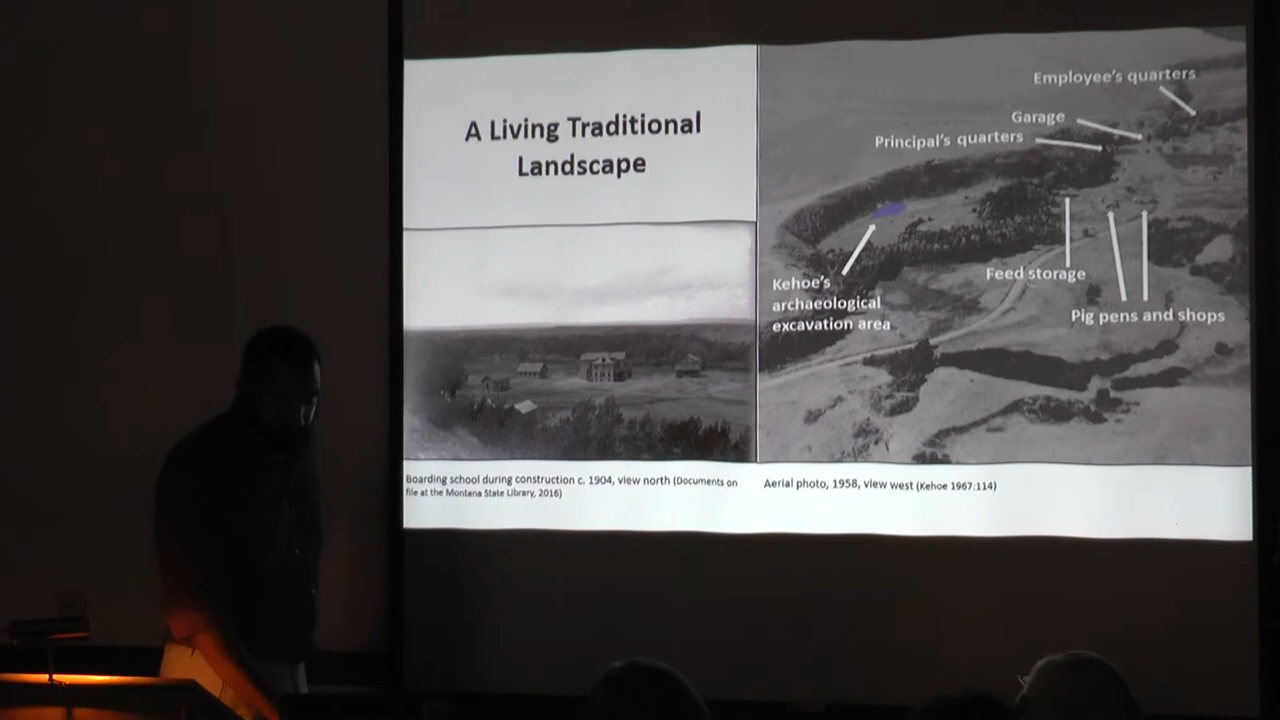 A Living Traditional
Landscape
Boarding school during construction c. 1904, view north (Documents on
file at the Montana State Library, 2016)
Employee's quarters
Garage
Principal's quarters
Kehoe's
archaeological
excavation area
Feed storage
Pig pens and shops
Aerial photo, 1958, view west (Kehoe 1967:114)